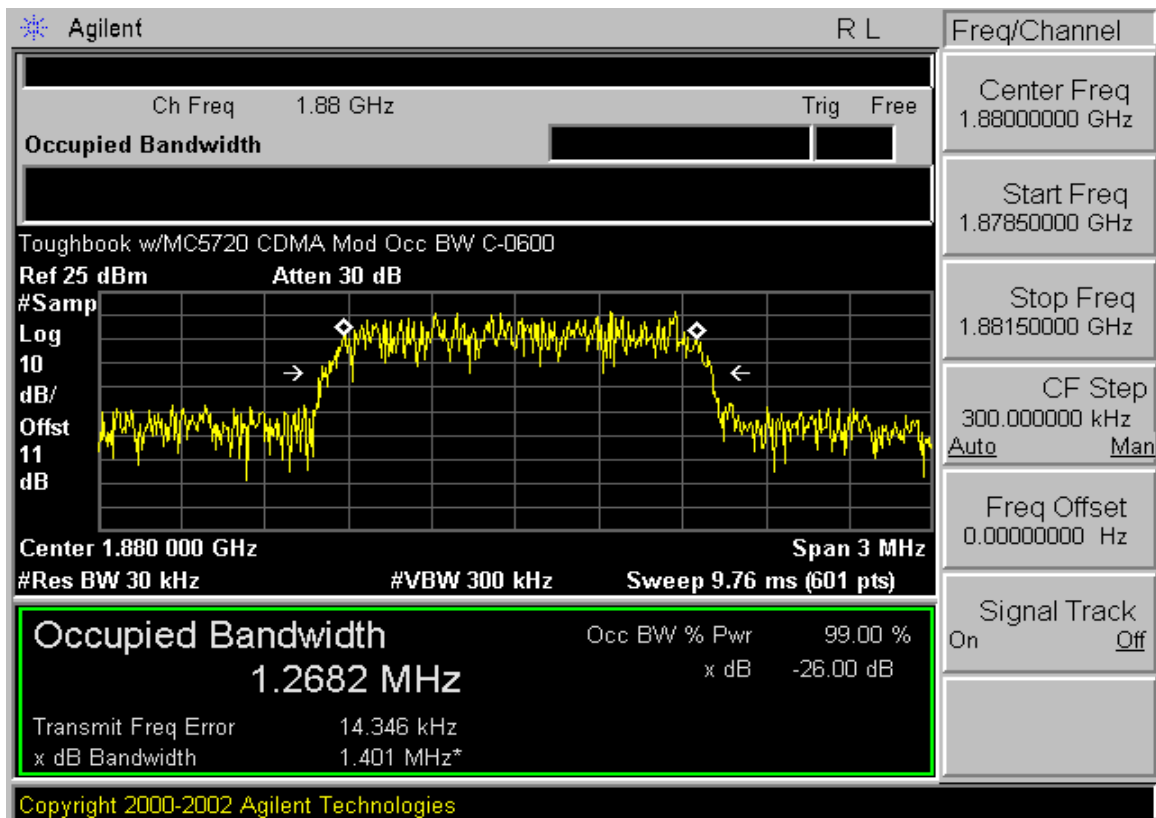 Agilent R L
Ch Freq 1.88 GHz Trig Free
Occupied Bandwidth
Toughbook w/MC5720 CDMA Mod Occ BW C-0600
Ref 25 dBm Atten 30 dB
#Samp
Log
10
dB/
Offst
11
dB
Center 1.880 000 GHz Span 3 MHz
#Res BW 30 kHz #VBW 300 kHz Sweep 9.76 ms (601 pts)
Occupied Bandwidth Occ BW % Pwr 99.00 %
1.2682 MHz x dB -26.00 dB
Transmit Freq Error 14.346 kHz
x dB Bandwidth 1.401 MHz*
Copyright 2000-2002 Agilent Technologies
Freq/Channel
Center Freq
1.88000000 GHz
Start Freq
1.87850000 GHz
Stop Freq
1.88150000 GHz
CF Step
300.000000 kHz
Auto Man
Freq Offset
0.00000000 Hz
Signal Track
On Off